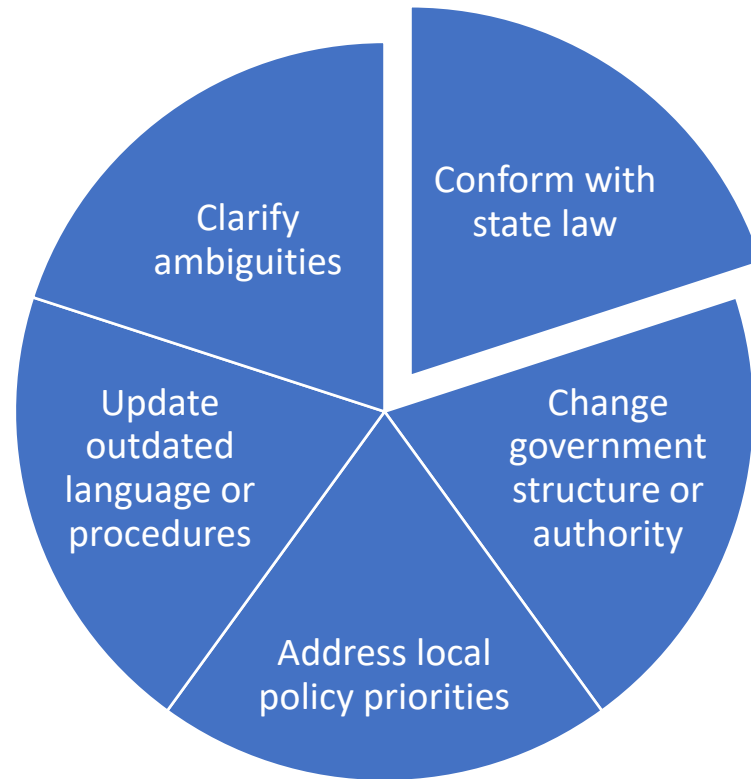 Conform with
state law
Change
government
structure or
authority
Address local
policy priorities
Update
outdated
language or
procedures
Clarify
ambiguities